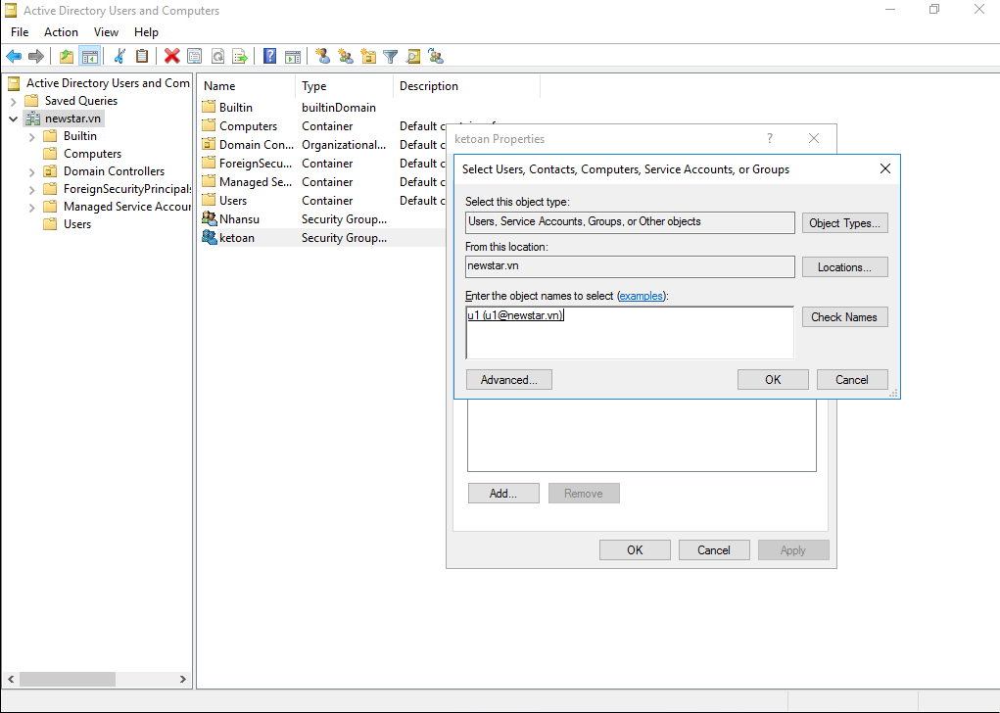 Active Directory Users and Computers
File Action View Help
Active Directory Users and Com
Saved Queries
newstar.vn
Builtin
Computers
Domain Controllers
ForeignSecurityPrincipals
Managed Service Accour
Users
Name Type Description
Builtin builtinDomain
Computers Container Default container f
Domain Con... Organizational... Default c
ForeignSecu... Container Default c
Managed Se... Container Default c
Users Container Default c
Nhansu Security Group...
ketoan Security Group...
ketoan Properties ?
Select Users, Contacts, Computers, Service Accounts, or Groups
Select this object type:
Users, Service Accounts, Groups, or Other objects Object Types...
From this location:
newstar.vn Locations...
Enter the object names to select (examples):
u1 (u1@newstar.vn) Check Names
Advanced... OK Cancel
Add... Remove
OK Cancel Apply